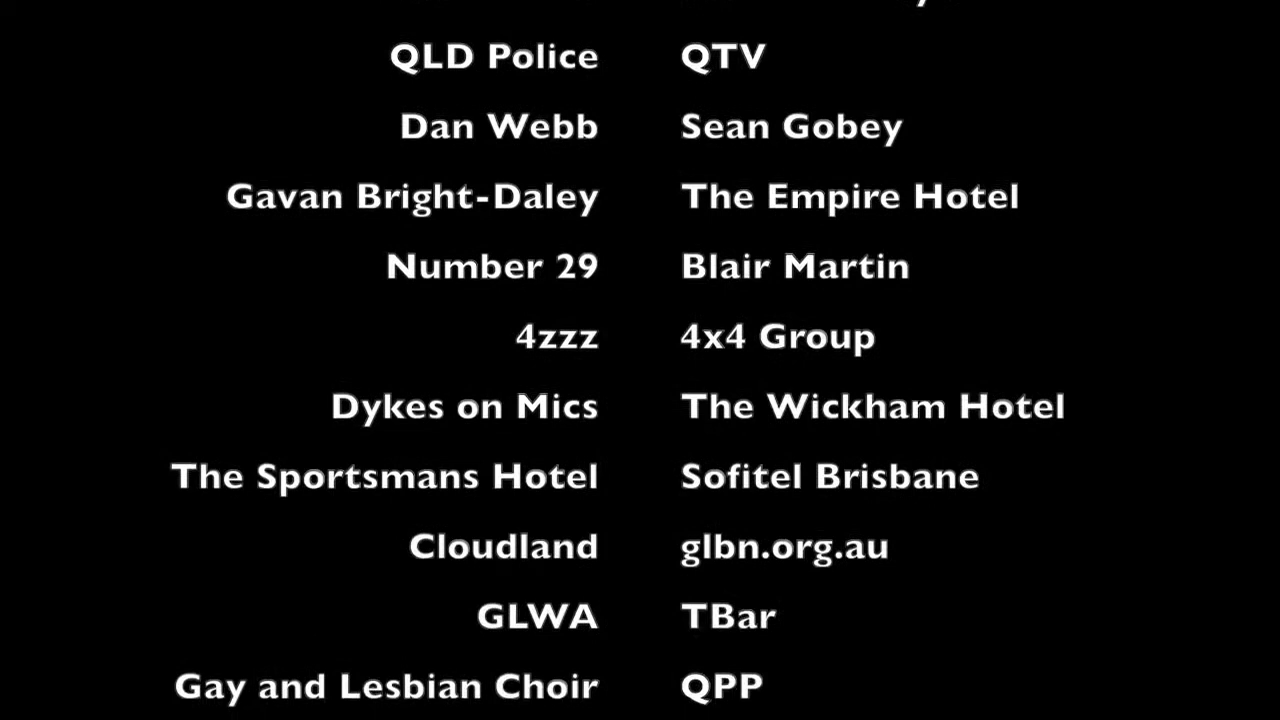 QLD Police QTV
Dan Webb Sean Gobey
Gavan Bright-Daley The Empire Hotel
Number 29 Blair Martin
4zzz 4x4 Group
Dykes on Mics The Wickham Hotel
The Sportsmans Hotel Sofitel Brisbane
Cloudland glbn.org.au
GLWA TBar
Gay and Lesbian Choir QPP